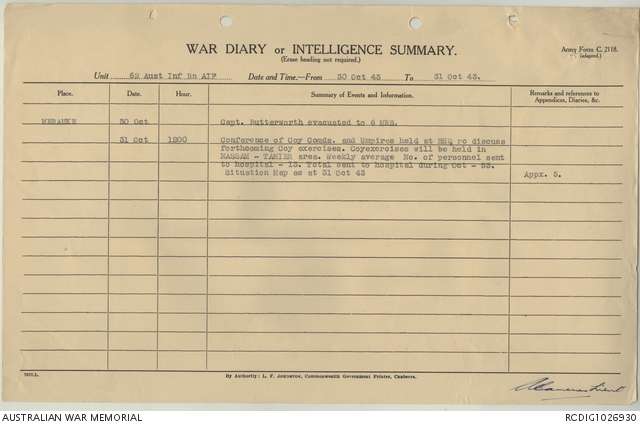 WAR DIARY or INTELLIGENCE SUMMARY.
(Erase heading not required.)
Army Form C. 2118.
(adapted.)
Unit 62 Aust Inf Bn AIF Date and Time.—From 30 Oct 43 To 31 Oct 43.
Place. Date. Hour. Summary of Events and Information. Remarks and references to
Appendices, Diaries, &c.
MERAUKE 30 Oct Capt. Butterworth evacuated to 6 MRS.
31 Oct 1200 Conference of Coy Comds. and Umpires held at BHQ to discuss
forthcoming Coy exercises. Coyexercises will be held in
NASSAM - TAMIER area. Weekly average No. of personnel sent
to hospital - 13. Total sent to hospital during Oct - 53.
Situation Map as at 31 Oct 43 Appx. 5.
By Authority: L. F. JOHNSTON, Commonwealth Government Printer, Canberra.
AUSTRALIAN WAR MEMORIAL RCDIG1026930